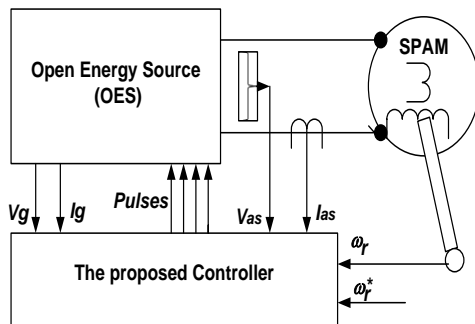 SPAM
Open Energy Source
(OES)
Vg
Ig
Pulses
Vas
Ias
ωr
The proposed Controller
ωr*